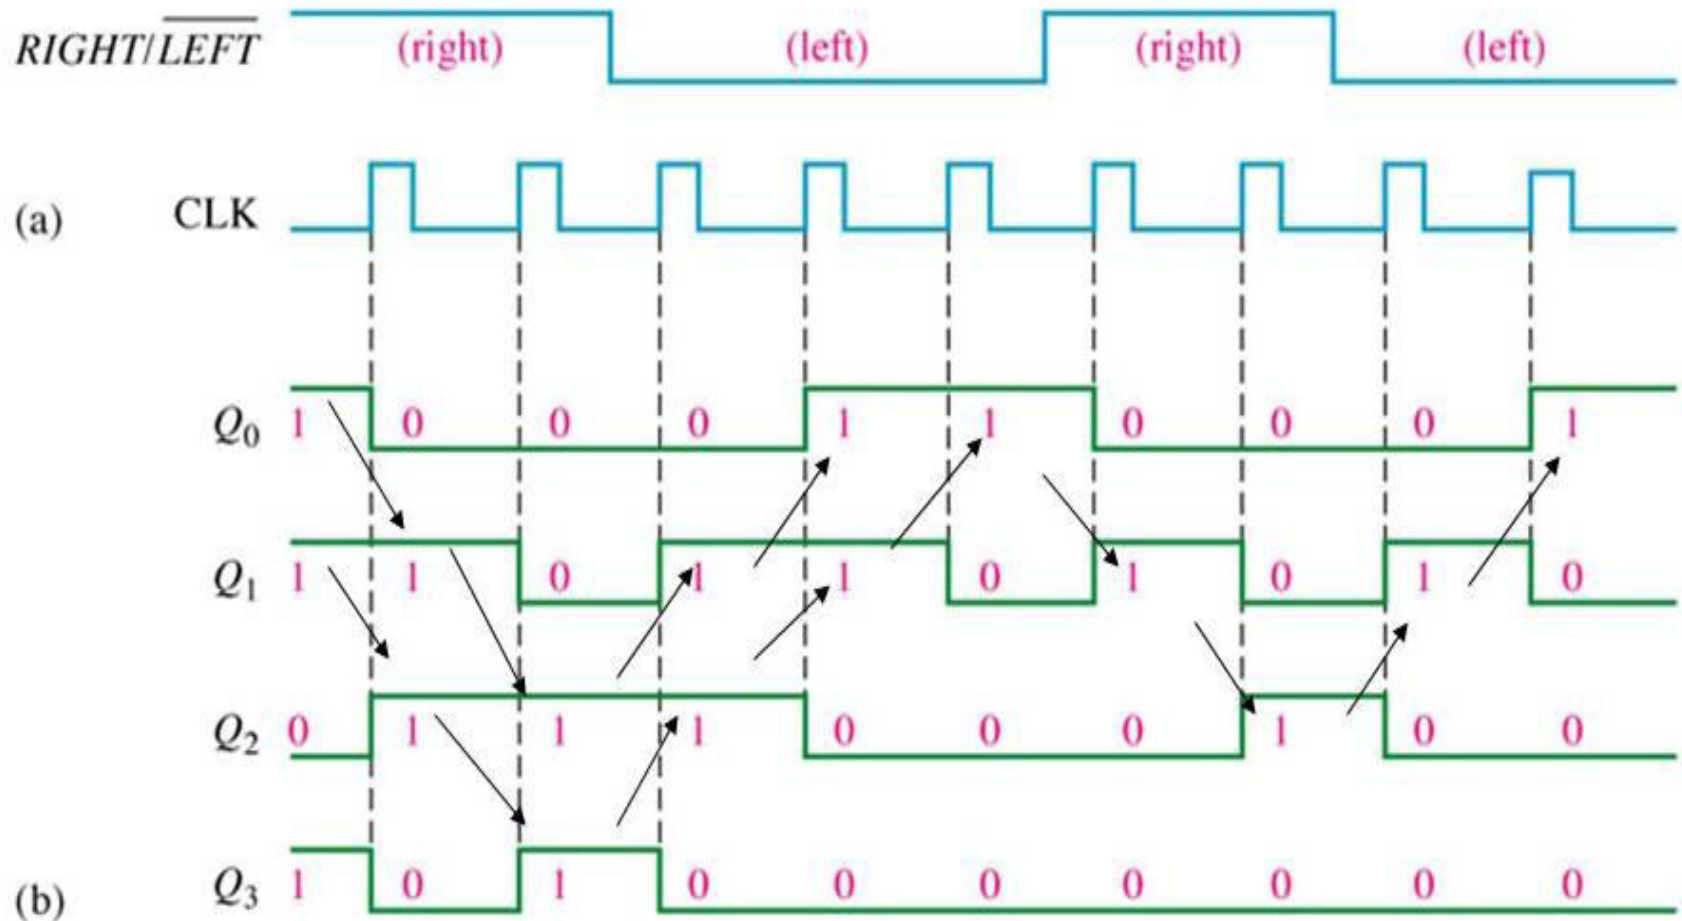 RIGHT/LEFT (right) (left) (right) (left)
(a) CLK
Q0 1 0 0 0 1 1 0 0 0 1
Q1 1 1 0 1 1 0 1 0 1 0
Q2 0 1 1 1 0 0 0 1 0 0
(b) Q3 1 0 1 0 0 0 0 0 0 0